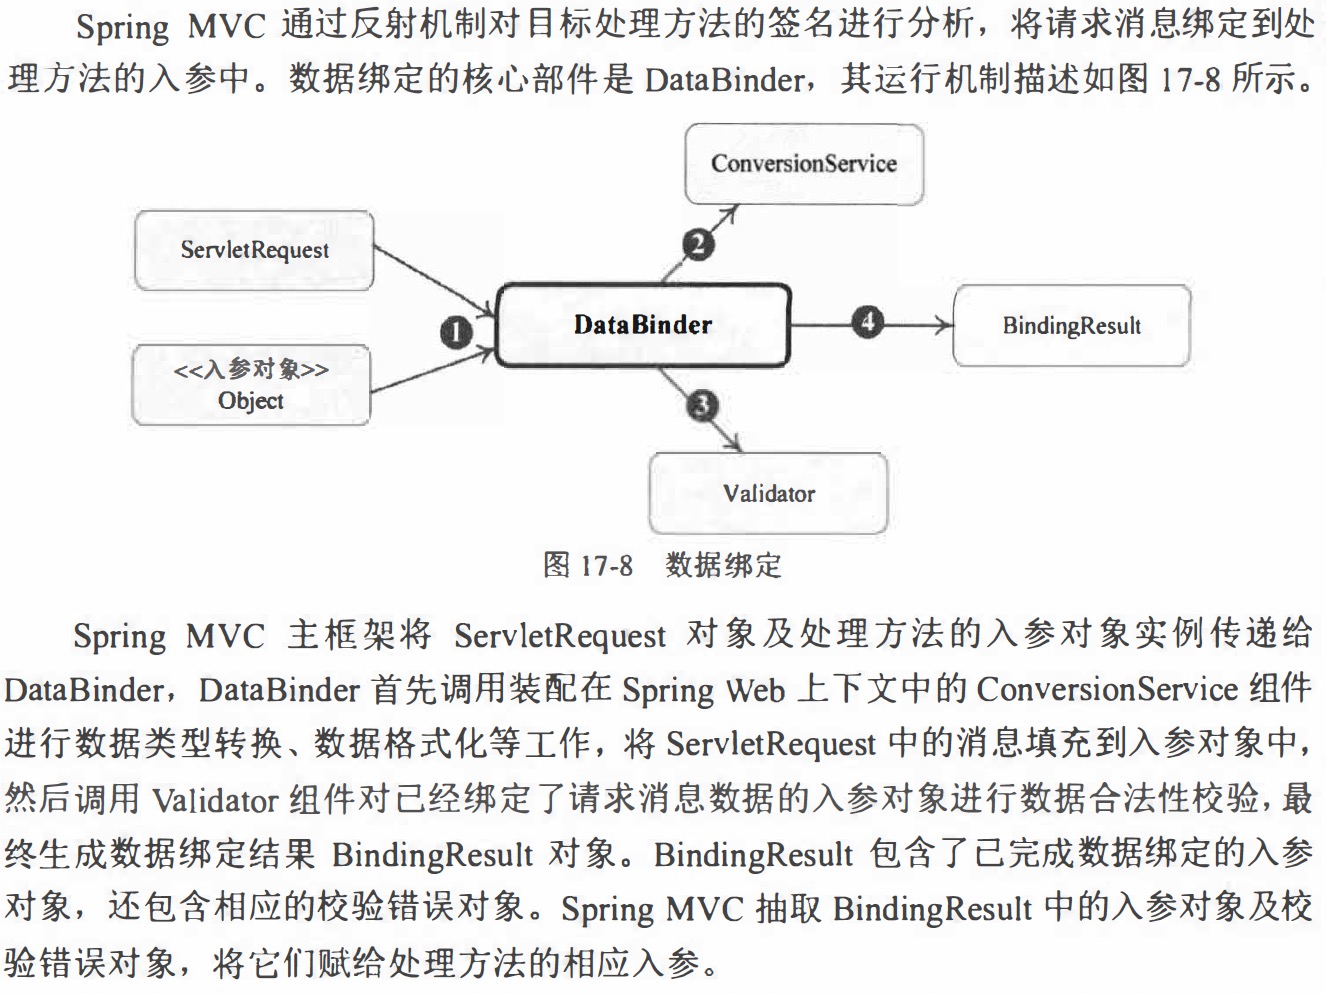 Spring MVC 通过反射机制对目标处理方法的签名进行分析，将请求消息绑定到处
理方法的入参中。数据绑定的核心部件是 DataBinder，其运行机制描述如图 17-8 所示。
ConversionService
2
ServletRequest
1
DataBinder
4
BindingResult
<<入参对象>>
Object
3
Validator
图 17-8 数据绑定
Spring MVC 主框架将 ServletRequest 对象及处理方法的入参对象实例传递给
DataBinder，DataBinder 首先调用装配在 Spring Web 上下文中的 ConversionService 组件
进行数据类型转换、数据格式化等工作，将 ServletRequest 中的消息填充到入参对象中，
然后调用 Validator 组件对已经绑定了请求消息数据的入参对象进行数据合法性校验，最
终生成数据绑定结果 BindingResult 对象。BindingResult 包含了已完成数据绑定的入参
对象，还包含相应的校验错误对象。Spring MVC 抽取 BindingResult 中的入参对象及校
验错误对象，将它们赋给处理方法的相应入参。